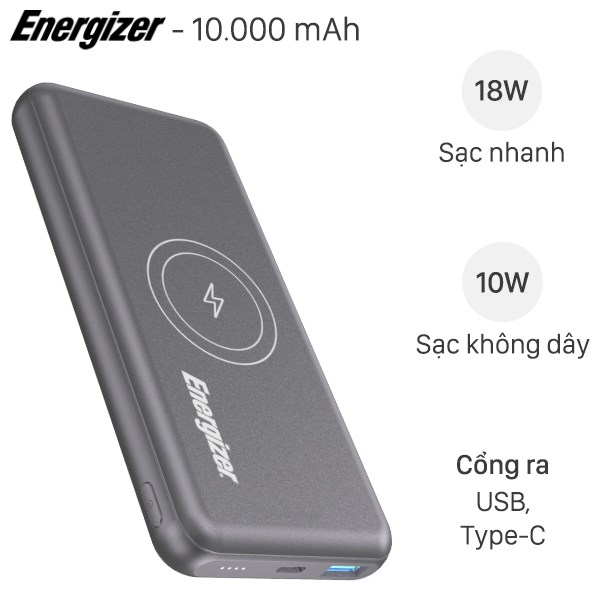 Energizer - 10.000 mAh
18W
Sạc nhanh
10W
Sạc không dây
Cổng ra
USB,
Type-C
Energizer